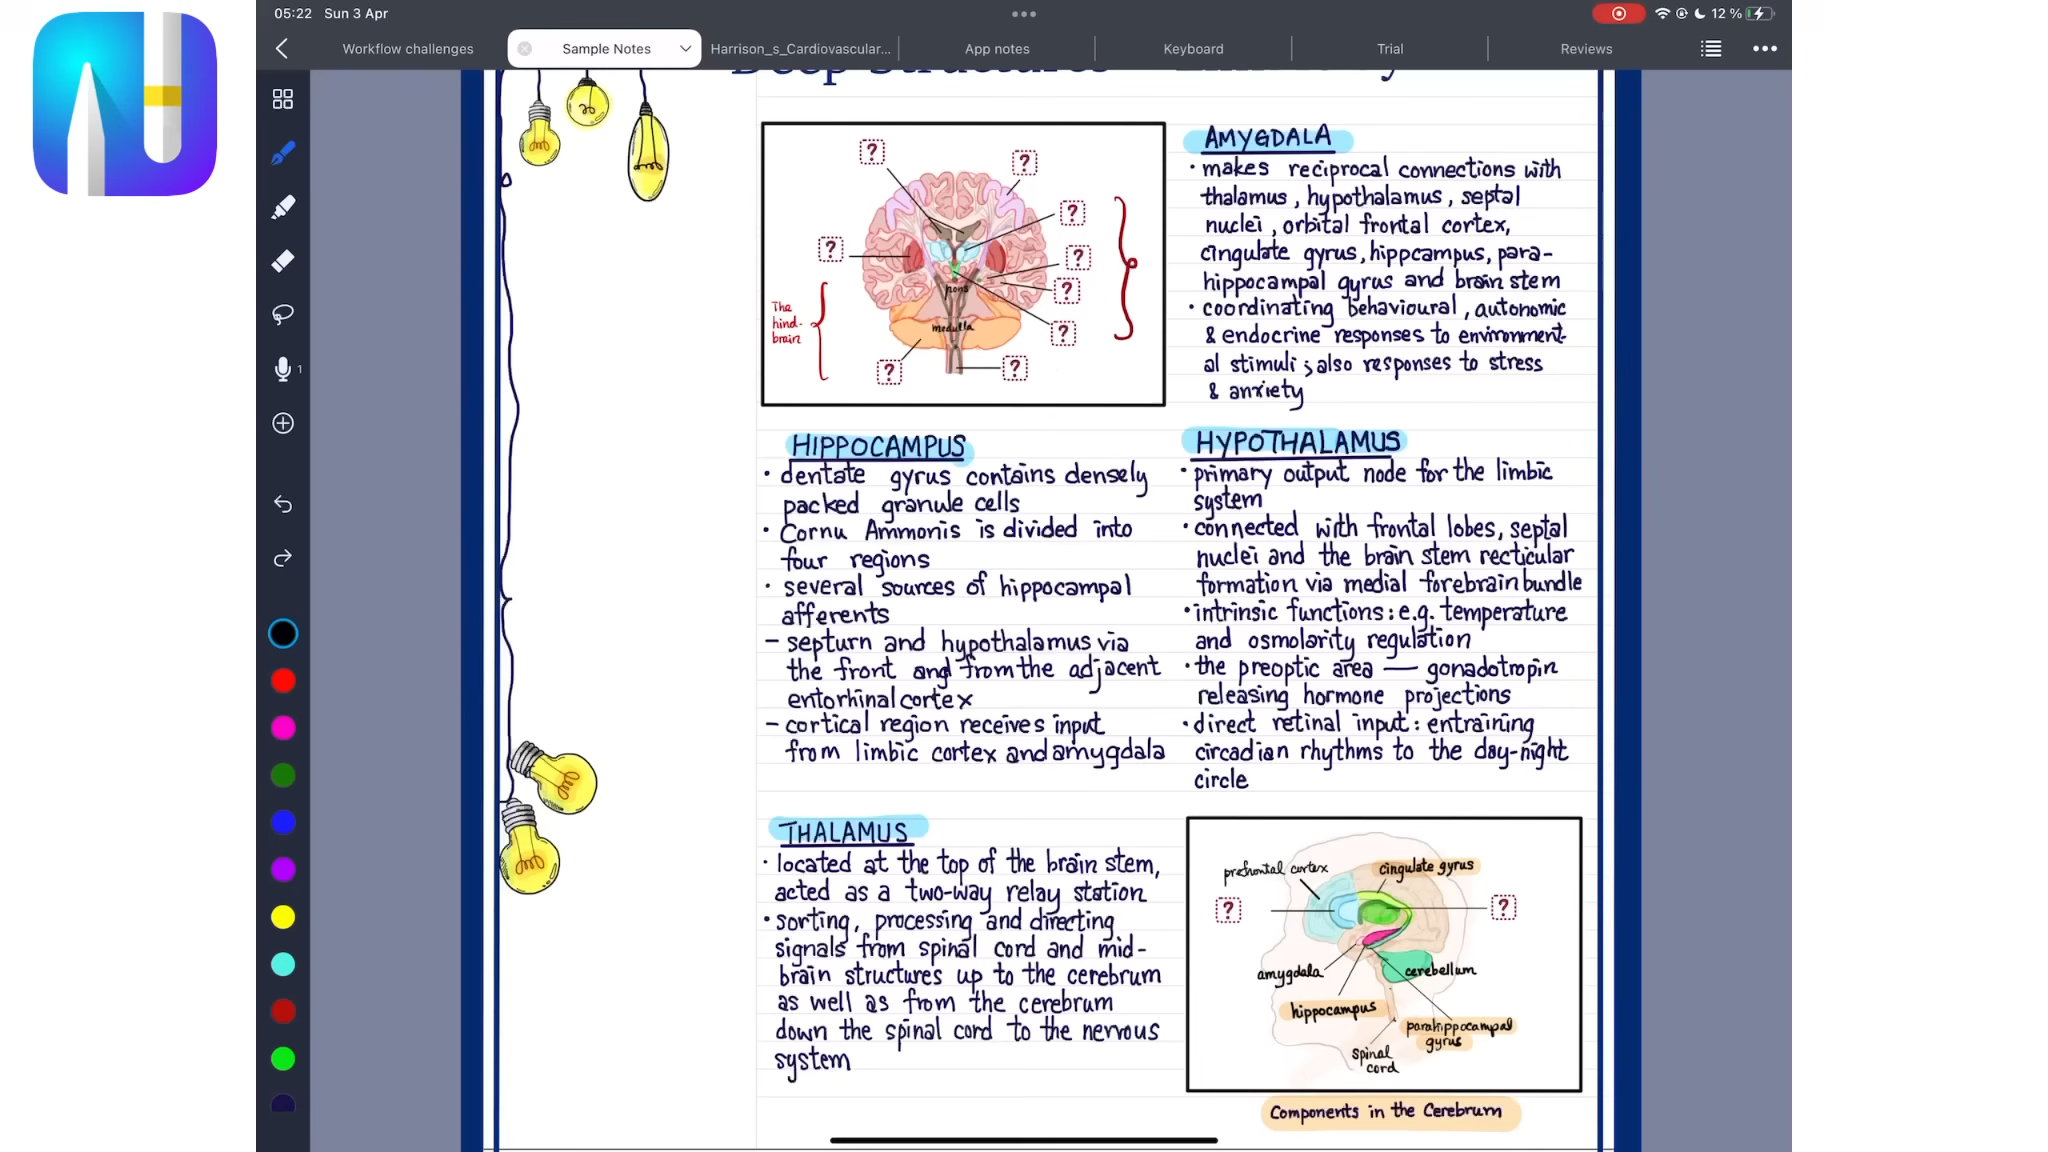 05:22 Sun 3 Apr
12 %
Workflow challenges
Sample Notes
Harrison_s_Cardiovascular...
App notes
Keyboard
Trial
Reviews
1
Deep Structures
?
?
?
?
?
?
?
?
?
?
The
hind-
brain
pons
medulla
AMYGDALA
· makes reciprocal connections with
thalamus, hypothalamus, septal
nuclei, orbital frontal cortex,
cingulate gyrus, hippcampus, para-
hippocampal gyrus and brain stem
· coordinating behavioural, autonomic
& endocrine responses to environment-
al stimuli; also responses to stress
& anxiety
HIPPOCAMPUS
· dentate gyrus contains densely
packed granule cells
· Cornu Ammonis is divided into
four regions
· several sources of hippocampal
afferents
– septurn and hypothalamus via
the front and from the adjacent
entorhinal cortex
– cortical region receives input
from limbic cortex and amygdala
HYPOTHALAMUS
· primary output node for the limbic
system
· connected with frontal lobes, septal
nuclei and the brain stem recticular
formation via medial forebrain bundle
· intrinsic functions: e.g. temperature
and osmolarity regulation
· the preoptic area — gonadotropin
releasing hormone projections
· direct retinal input: entraining
circadian rhythms to the day-night
circle
THALAMUS
· located at the top of the brain stem,
acted as a two-way relay station
· sorting, processing and directing
signals from spinal cord and mid-
brain structures up to the cerebrum
as well as from the cerebrum
down the spinal cord to the nervous
system
prefrontal cortex
cingulate gyrus
?
?
amygdala
cerebellum
hippocampus
parahippocampal
gyrus
spinal
cord
Components in the Cerebrum